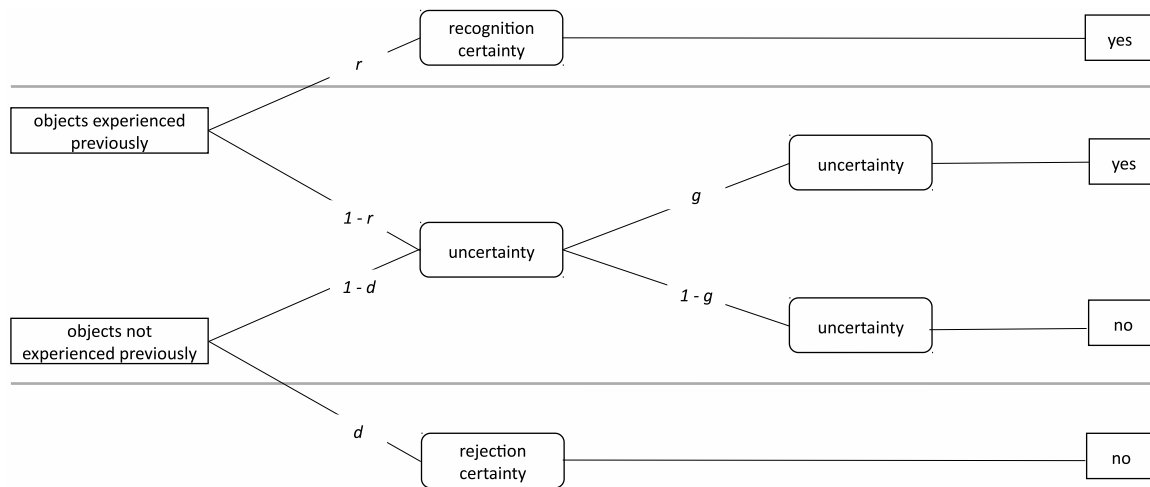 recognition
certainty
yes
r
objects experienced
previously
uncertainty
yes
g
1 - r
uncertainty
1 - d
1 - g
objects not
experienced previously
uncertainty
no
d
rejection
certainty
no